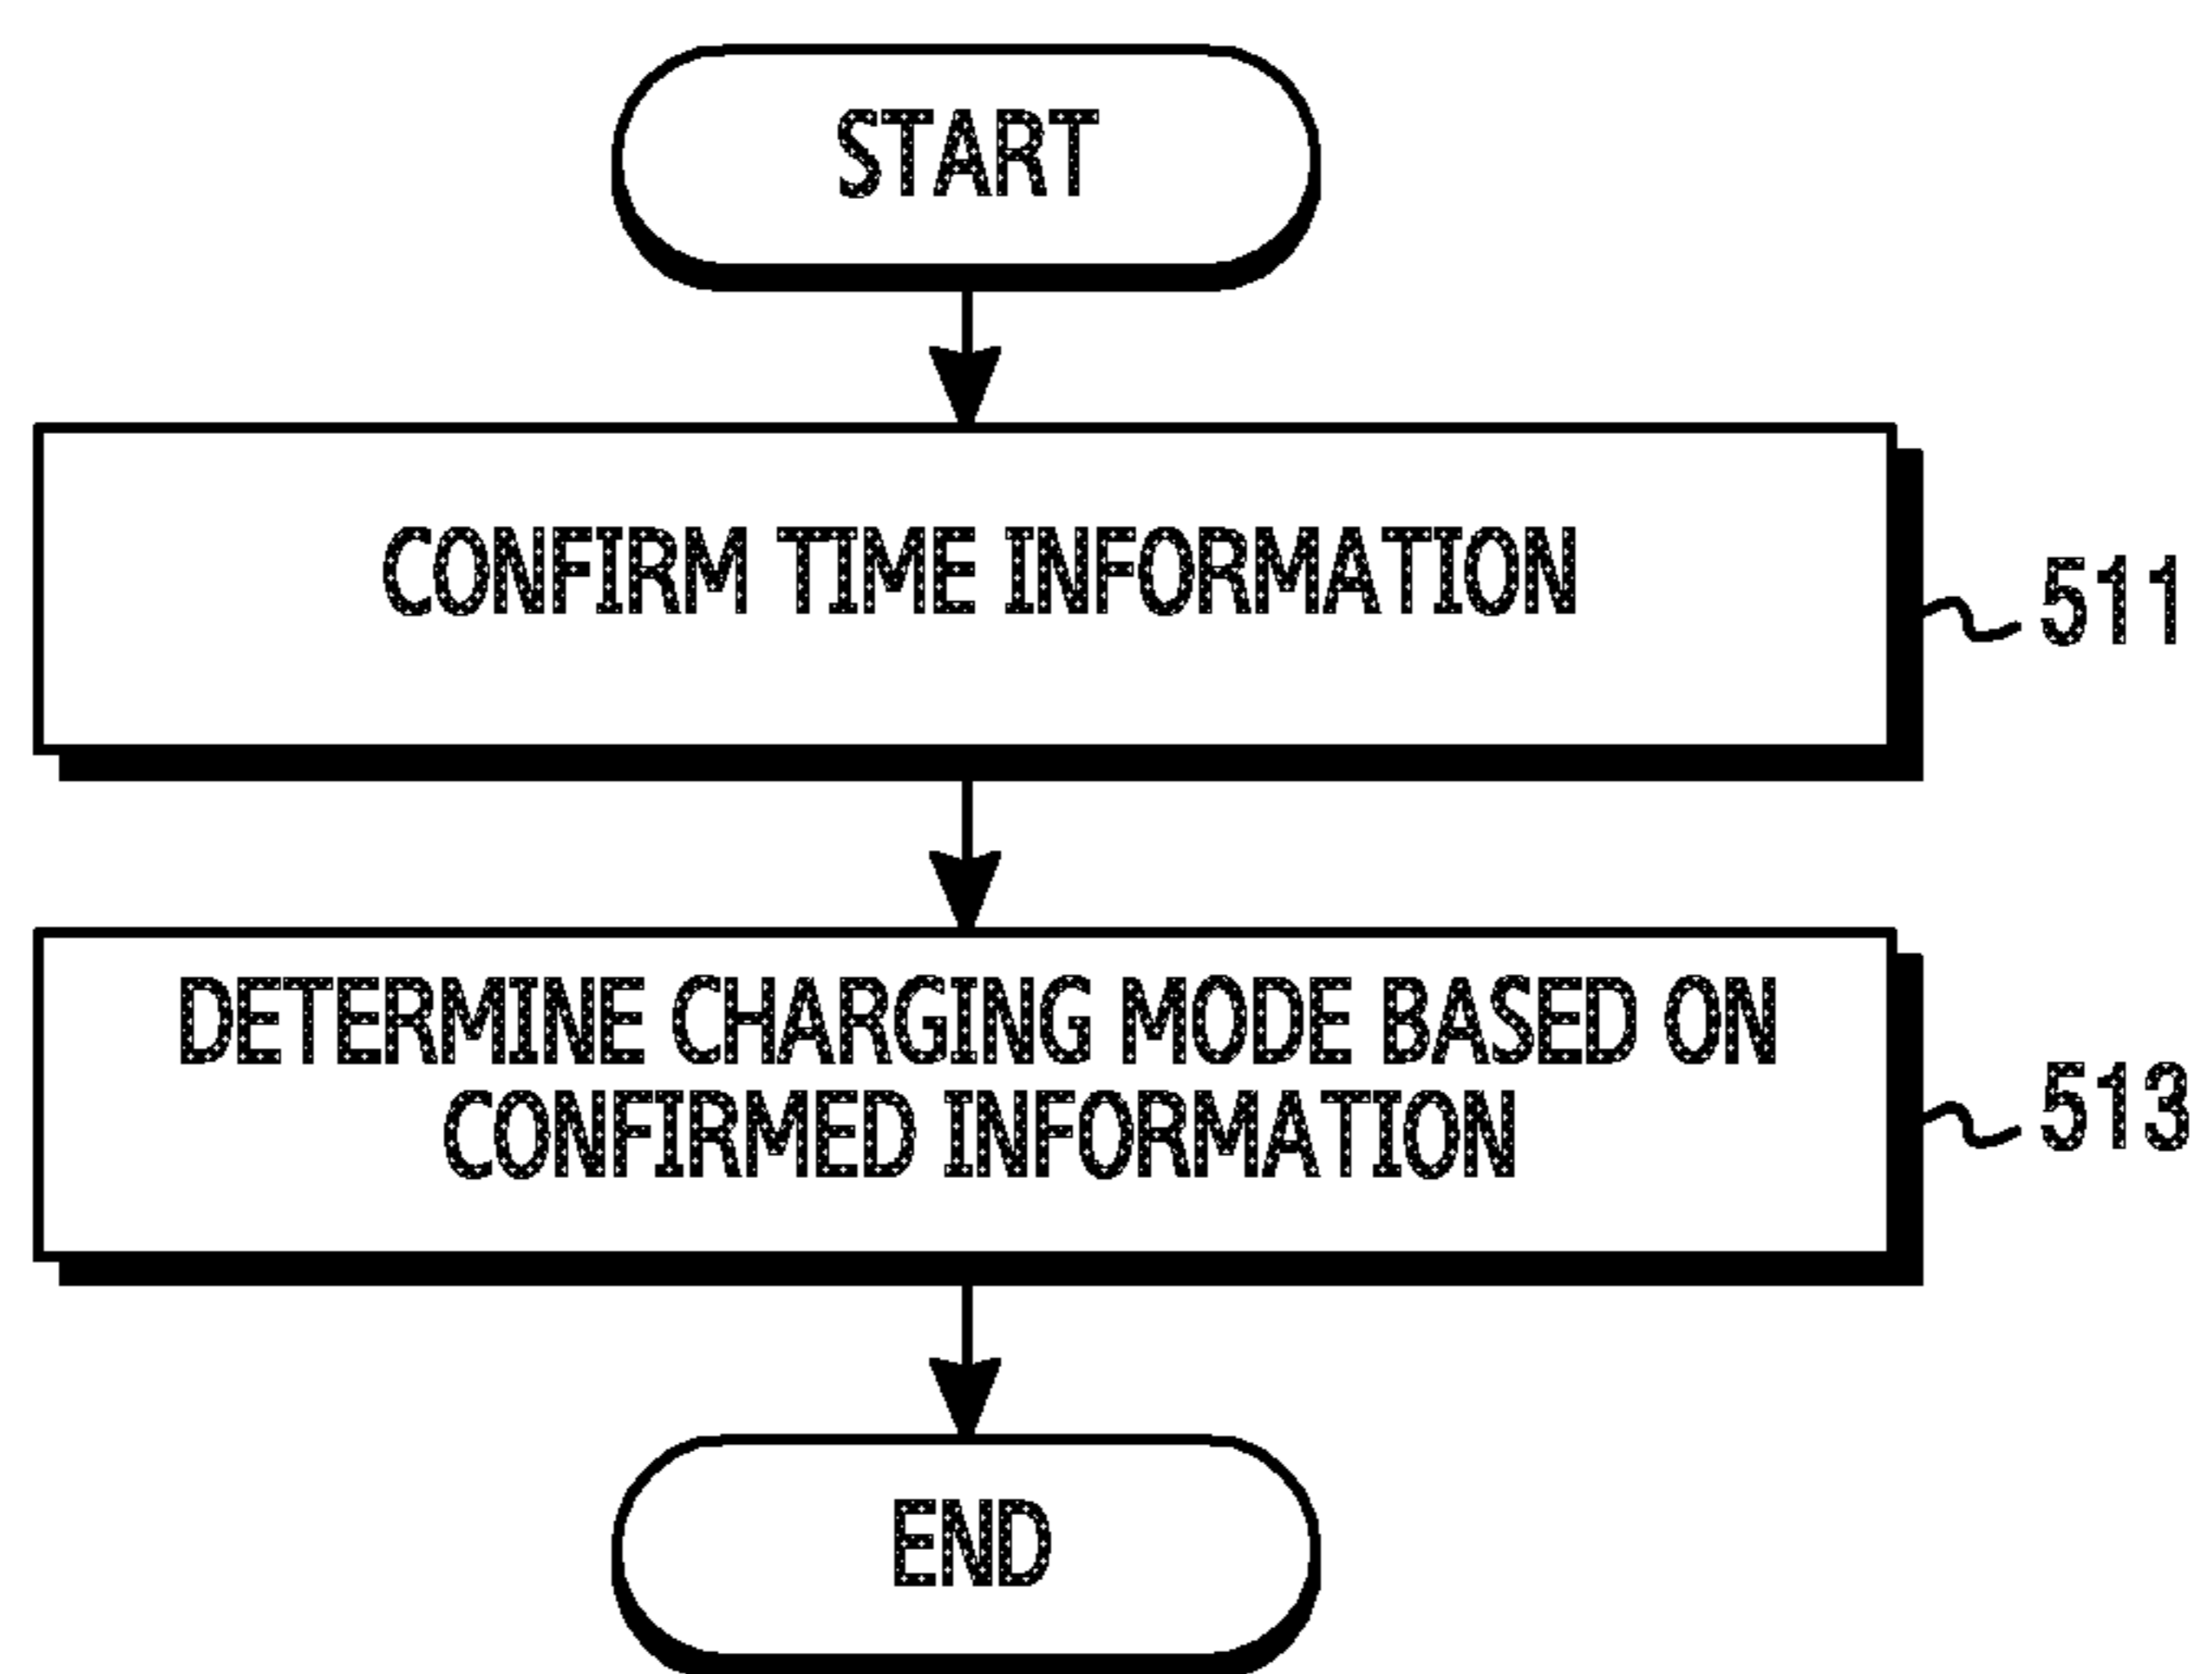 START
CONFIRM TIME INFORMATION
511
DETERMINE CHARGING MODE BASED ON
CONFIRMED INFORMATION
513
END